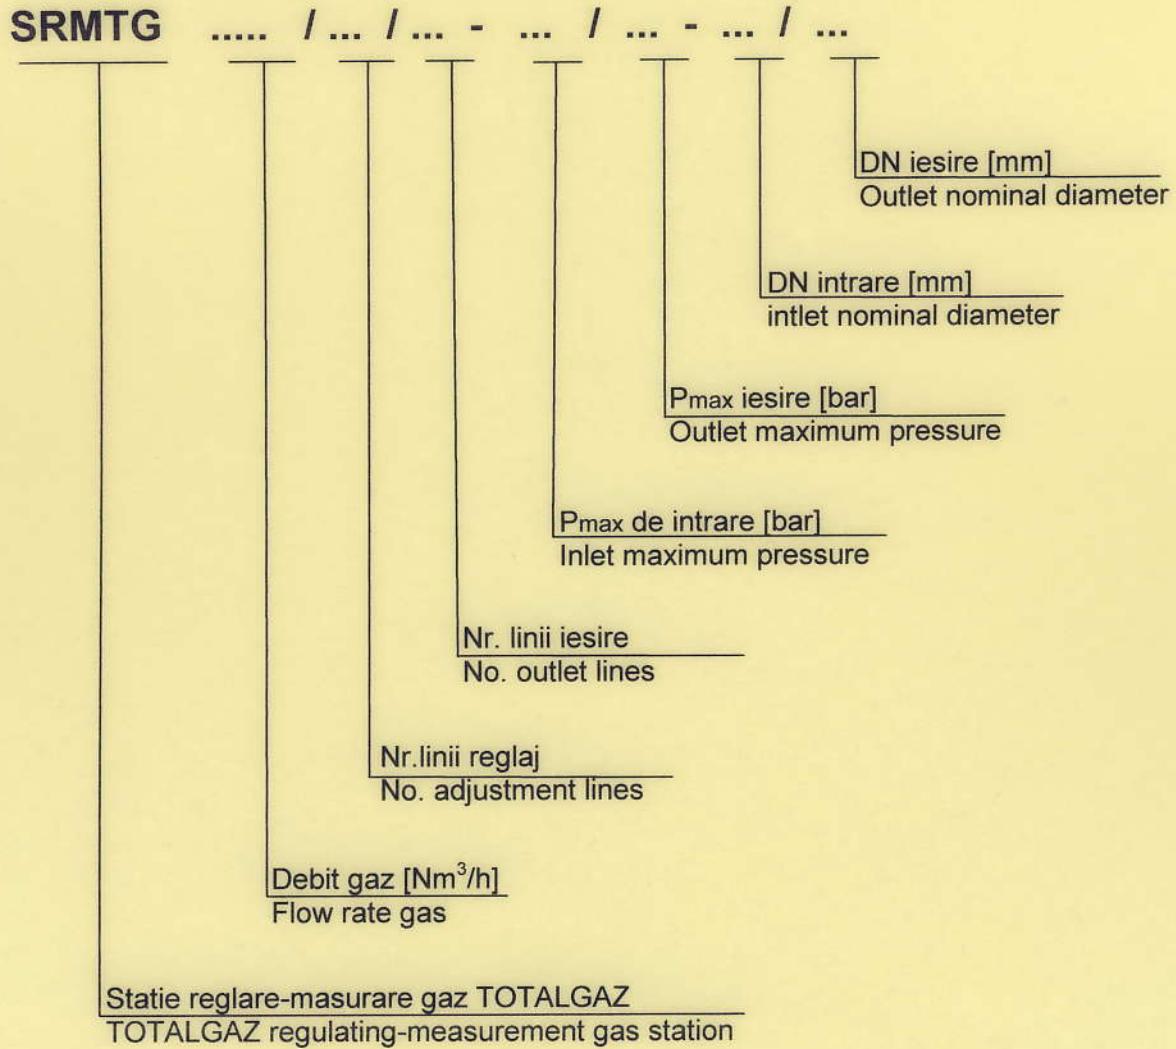 SRMTG ..... / ... / ... - ... / ... - ... / ...
DN iesire [mm]
Outlet nominal diameter
DN intrare [mm]
intlet nominal diameter
Pmax iesire [bar]
Outlet maximum pressure
Pmax de intrare [bar]
Inlet maximum pressure
Nr. linii iesire
No. outlet lines
Nr.linii reglaj
No. adjustment lines
Debit gaz [Nm³/h]
Flow rate gas
Statie reglare-masurare gaz TOTALGAZ
TOTALGAZ regulating-measurement gas station